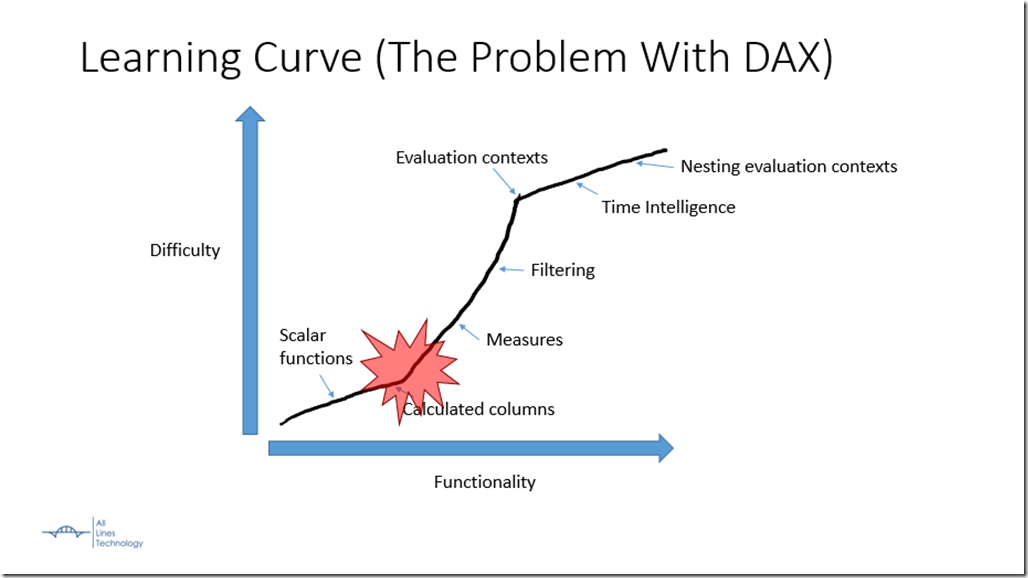 Learning Curve (The Problem With DAX)
Evaluation contexts
Nesting evaluation contexts
Time Intelligence
Difficulty
Filtering
Scalar
functions
Measures
Calculated columns
Functionality
All
Lines
Technology